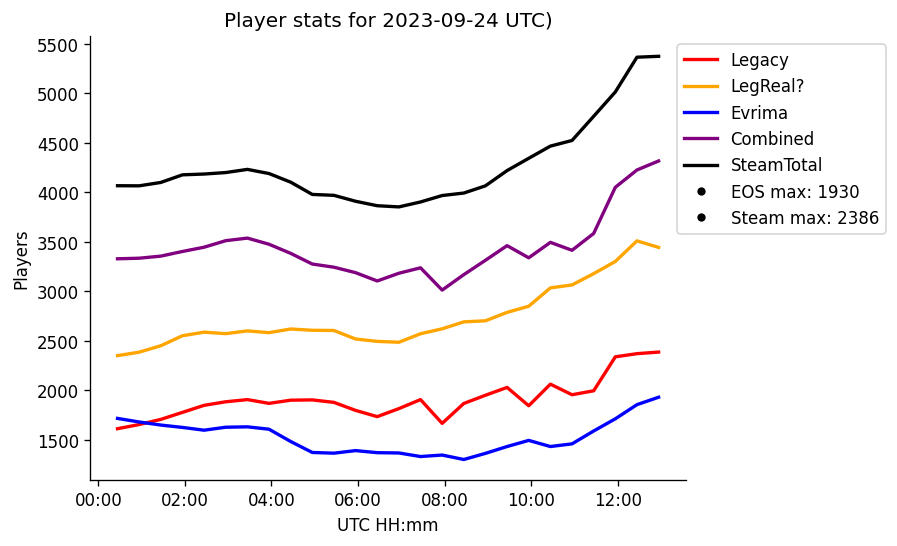 Player stats for 2023-09-24 UTC)
5500
5000
4500
4000
3500
3000
2500
2000
1500
Players
00:00 02:00 04:00 06:00 08:00 10:00 12:00
UTC HH:mm
Legacy
LegReal?
Evrima
Combined
SteamTotal
EOS max: 1930
Steam max: 2386